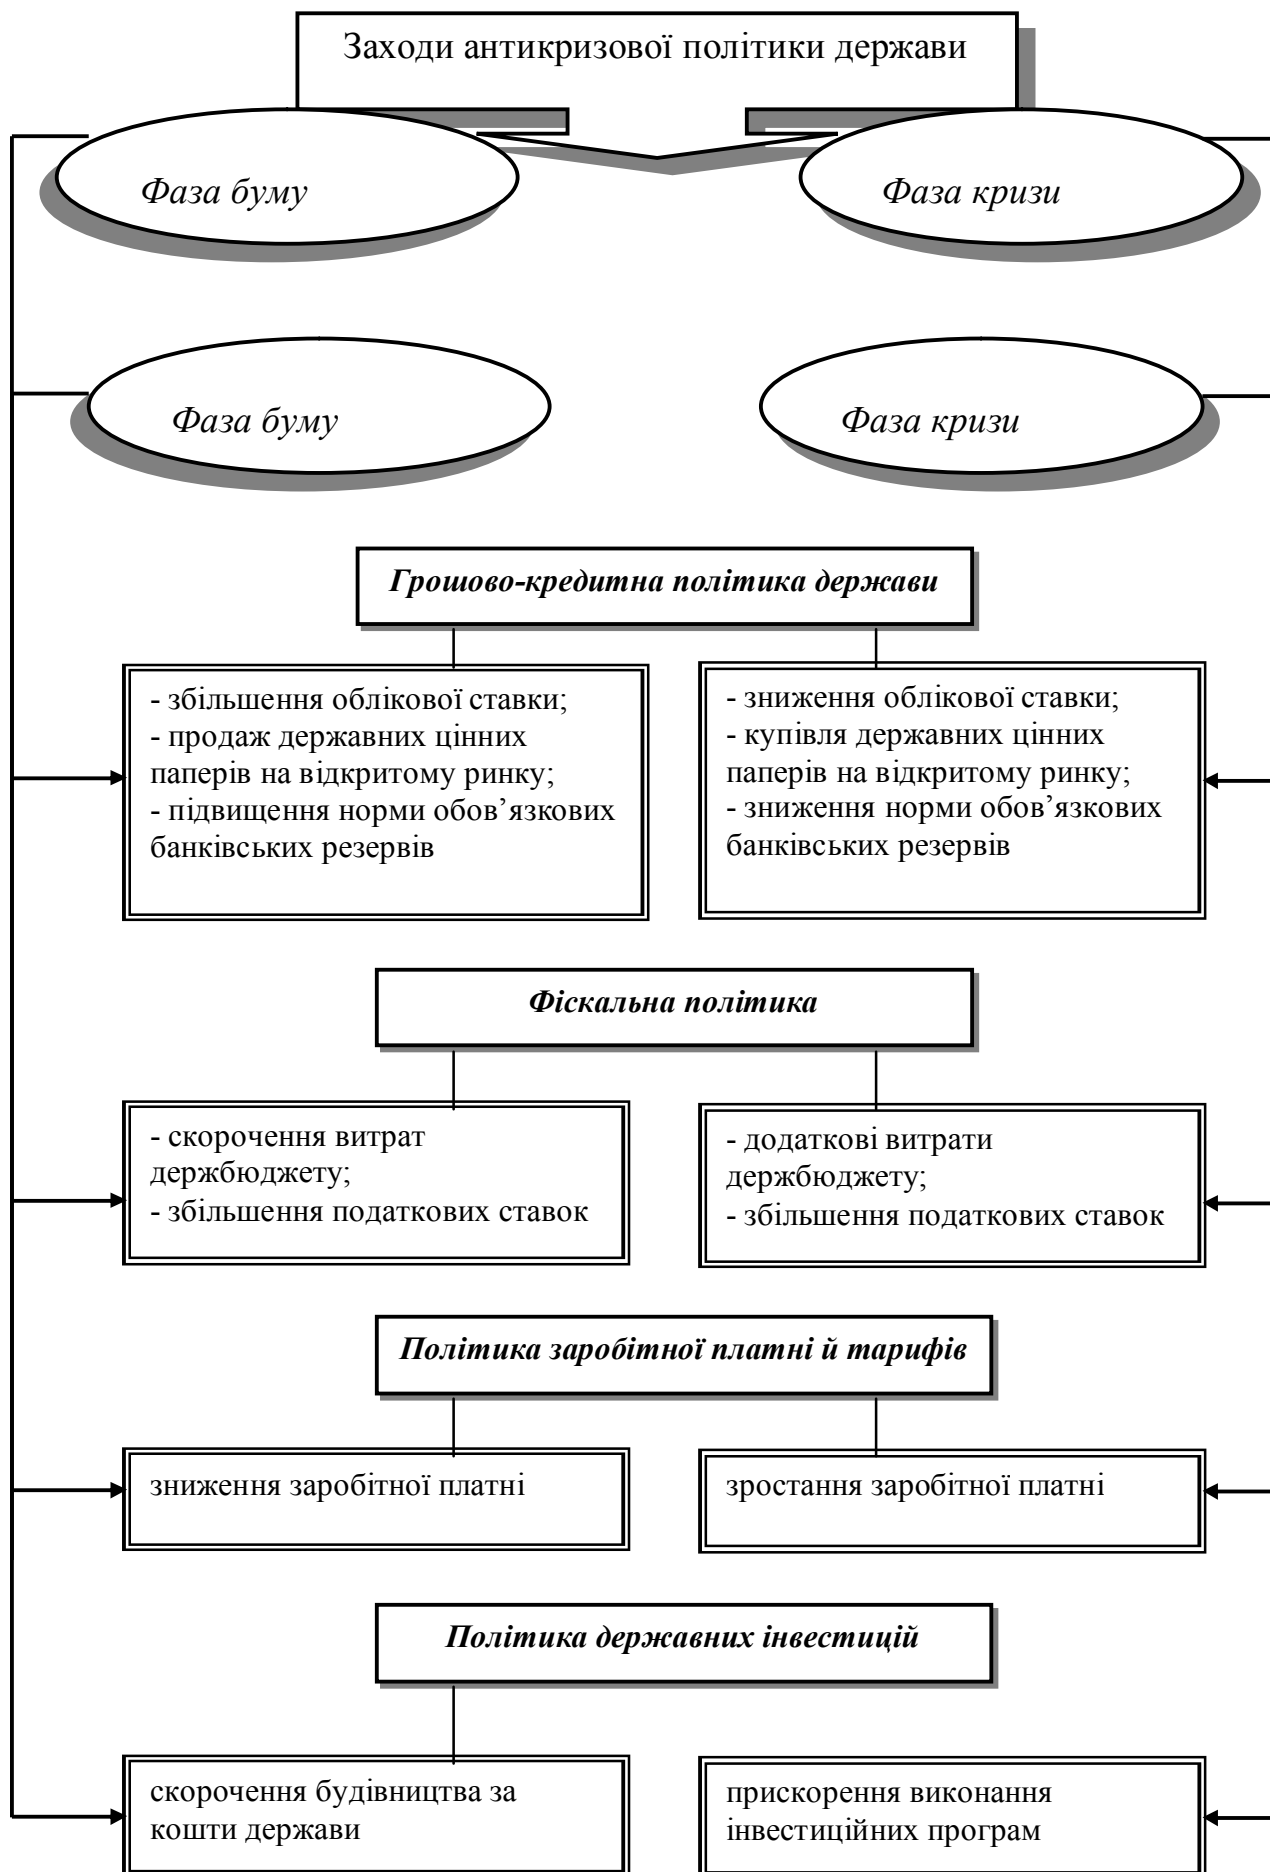 Заходи антикризової політики держави
Фаза буму
Фаза кризи
Фаза буму
Фаза кризи
Грошово-кредитна політика держави
- збільшення облікової ставки;
- продаж державних цінних
паперів на відкритому ринку;
- підвищення норми обов’язкових
банківських резервів
- зниження облікової ставки;
- купівля державних цінних
паперів на відкритому ринку;
- зниження норми обов’язкових
банківських резервів
Фіскальна політика
- скорочення витрат
держбюджету;
- збільшення податкових ставок
- додаткові витрати
держбюджету;
- збільшення податкових ставок
Політика заробітної платні й тарифів
зниження заробітної платні
зростання заробітної платні
Політика державних інвестицій
скорочення будівництва за
кошти держави
прискорення виконання
інвестиційних програм